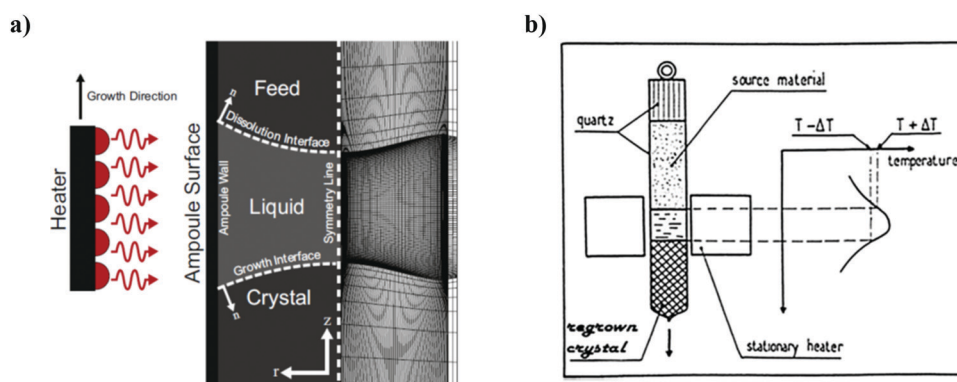 a)
Heater
Growth Direction
Ampoule Surface
Ampoule Wall
Feed
n
Dissolution Interface
Liquid
Symmetry Line
Growth Interface
n
Crystal
z
r
b)
source material
quartz
T-ΔT
T+ΔT
temperature
regrown
crystal
stationary heater